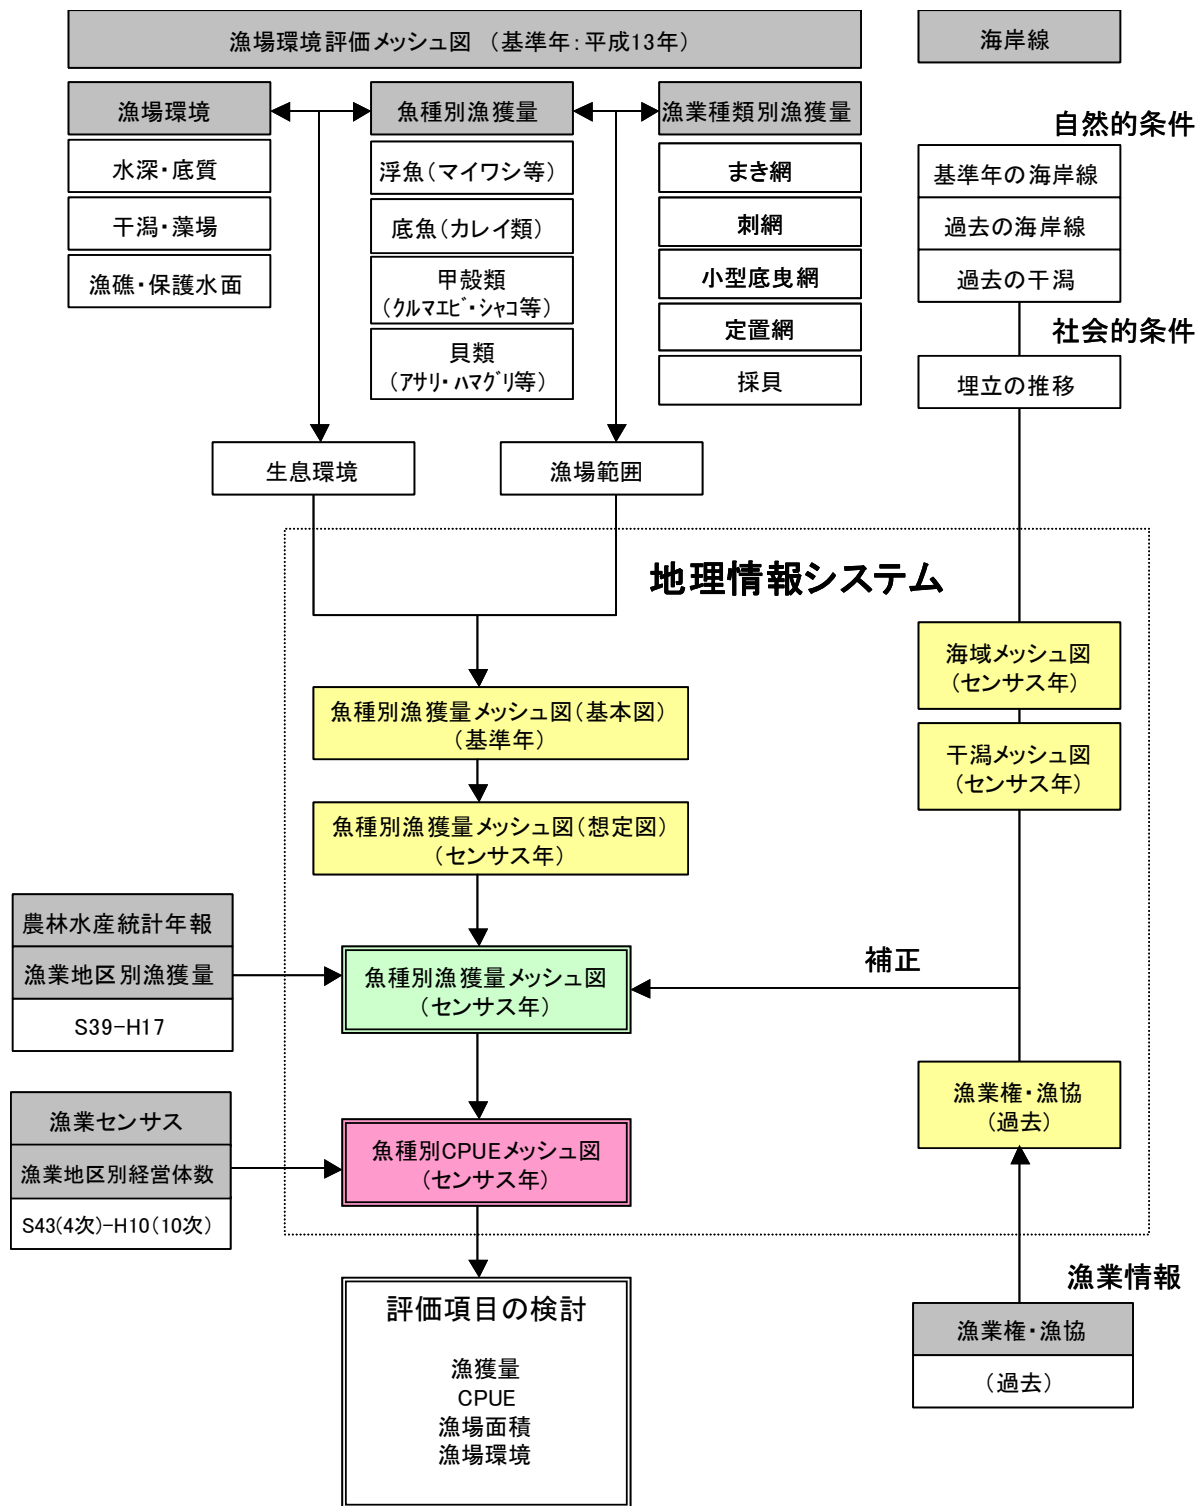 漁場環境評価メッシュ図 （基準年：平成13年）
海岸線
漁場環境
魚種別漁獲量
漁業種類別漁獲量
自然的条件
水深・底質
干潟・藻場
漁礁・保護水面
浮魚（マイワシ等）
底魚（カレイ類）
甲殻類
（クルマエビ・シャコ等）
貝類
（アサリ・ハマグリ等）
まき網
刺網
小型底曳網
定置網
採貝
基準年の海岸線
過去の海岸線
過去の干潟
社会的条件
埋立の推移
生息環境
漁場範囲
地理情報システム
海域メッシュ図
（センサス年）
干潟メッシュ図
（センサス年）
魚種別漁獲量メッシュ図（基本図）
（基準年）
魚種別漁獲量メッシュ図（想定図）
（センサス年）
農林水産統計年報
漁業地区別漁獲量
S39-H17
魚種別漁獲量メッシュ図
（センサス年）
補正
漁業権・漁協
(過去)
漁業センサス
漁業地区別経営体数
S43(4次)-H10(10次)
魚種別CPUEメッシュ図
（センサス年）
漁業情報
漁業権・漁協
（過去）
評価項目の検討
漁獲量
CPUE
漁場面積
漁場環境